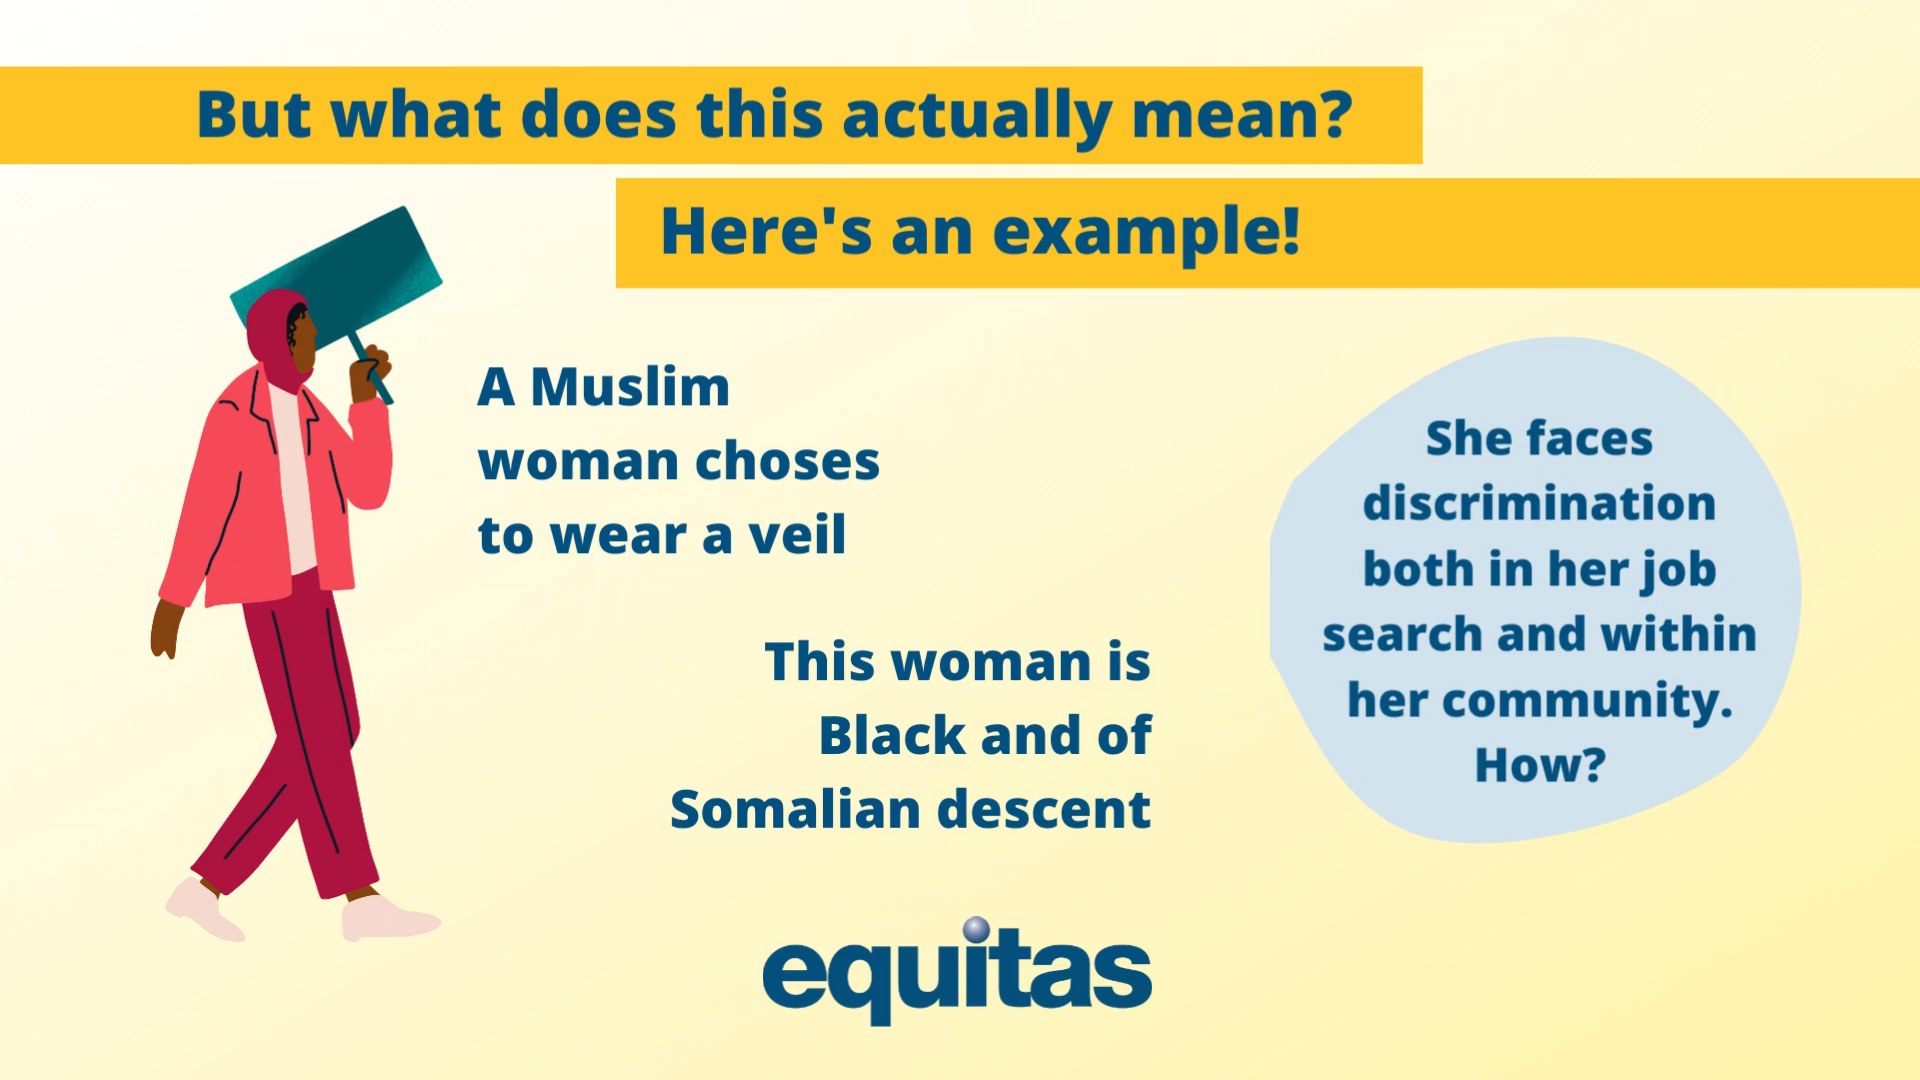 But what does this actually mean?
Here's an example!
A Muslim
woman choses
to wear a veil
This woman is
Black and of
Somalian descent
She faces
discrimination
both in her job
search and within
her community.
How?
equitas